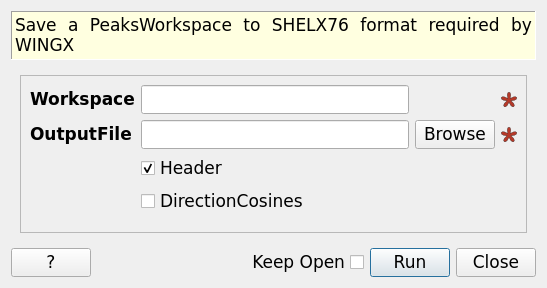 Save a PeaksWorkspace to SHELX76 format required by
WINGX
Workspace
OutputFile
Browse
Header
DirectionCosines
?
Keep Open
Run
Close